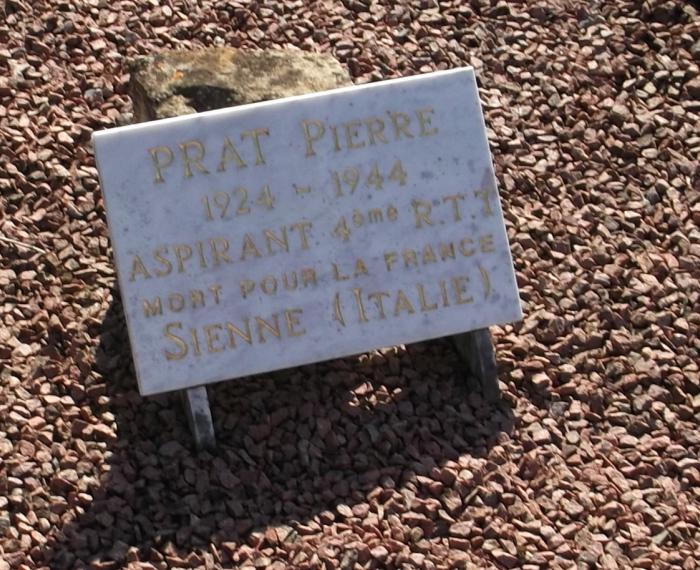 PRAT PIERRE
1924 - 1944
ASPIRANT 4ème R.T.T
MORT POUR LA FRANCE
SIENNE (ITALIE)